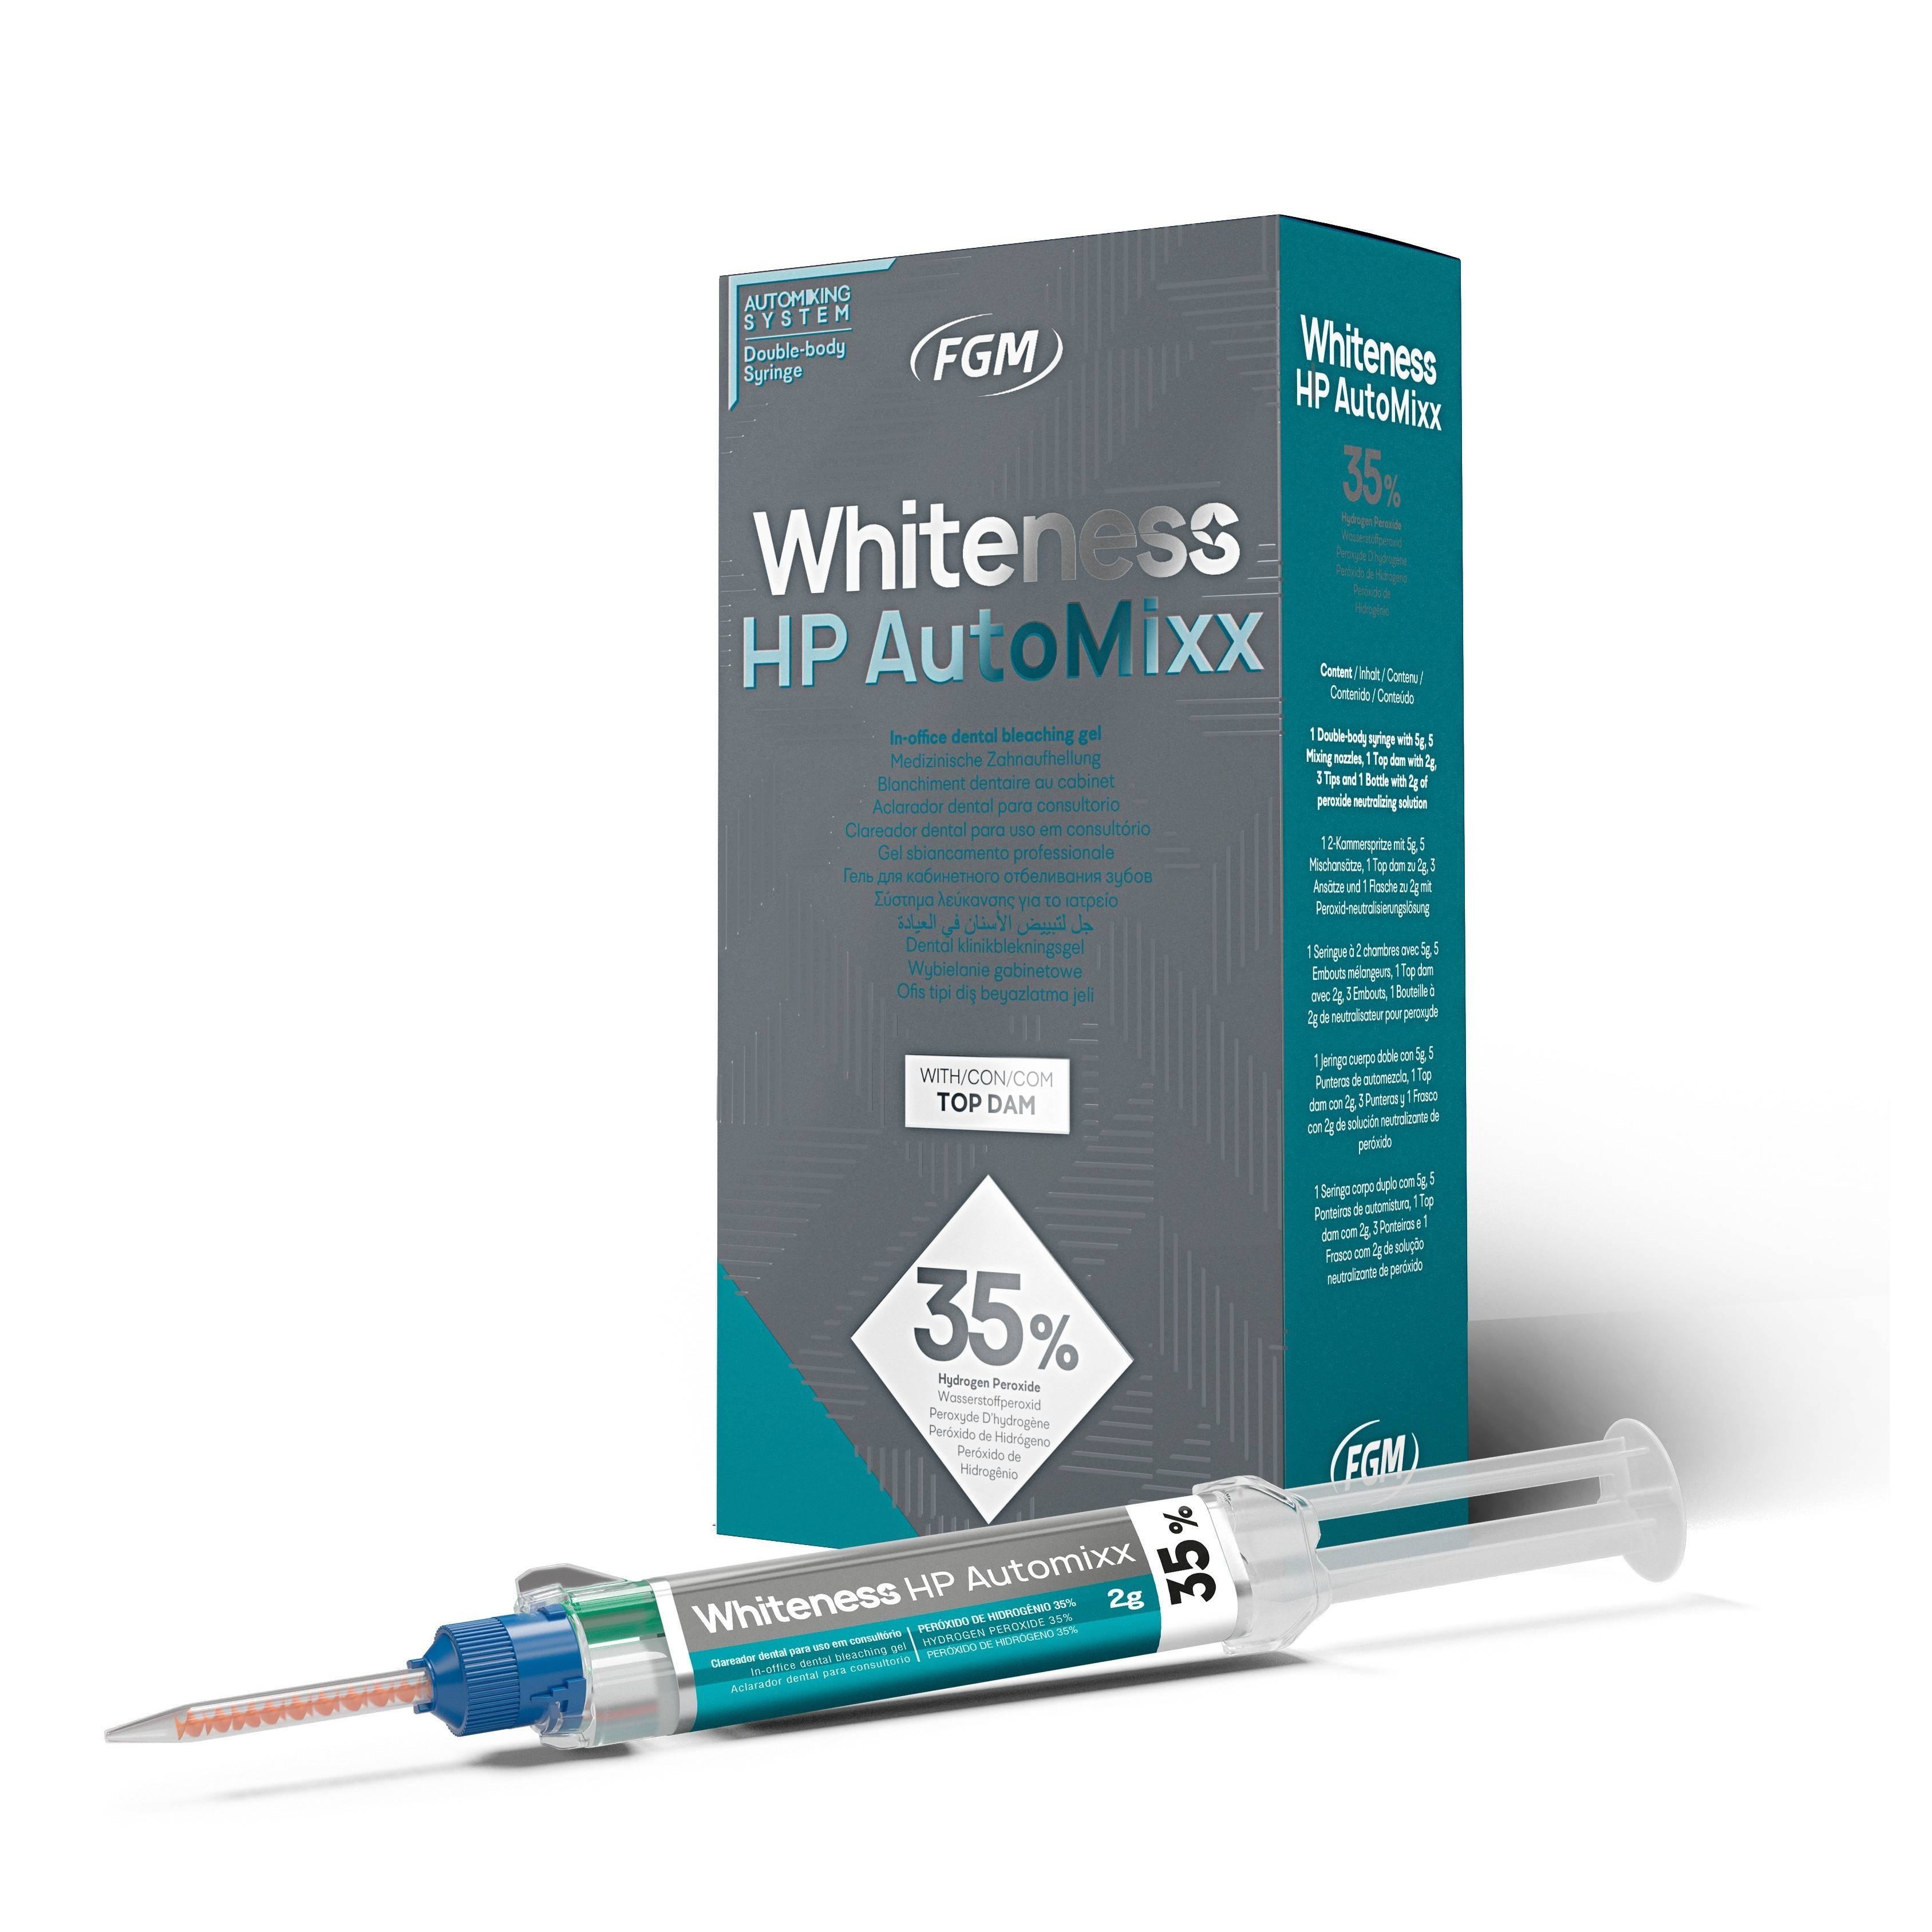 AUTOMIXING
SYSTEM
Double-body
Syringe
FGM
Whiteness
HP AutoMixx
In-office dental bleaching gel
Medizinische Zahnaufhellung
Blanchiment dentaire au cabinet
Aclarador dental para consultorio
Clareador dental para uso em consultório
Gel sbiancamento professionale
Гель для кабинетного отбеливания зубов
Σύστημα λεύκανσης για το ιατρείο
جل لتبييض الأسنان في العيادة
Dental klinikblekningsgel
Wybielanie gabinetowe
Ofis tipi diş beyazlatma jeli
WITH/CON/COM
TOP DAM
35%
Hydrogen Peroxide
Wasserstoffperoxid
Peroxyde D'hydrogène
Peróxido de Hidrógeno
Peróxido de
Hidrogênio
Whiteness
HP AutoMixx
35%
Hydrogen Peroxide
Wasserstoffperoxid
Peroxyde D'hydrogène
Peróxido de Hidrógeno
Peróxido de
Hidrogênio
Content / Inhalt / Contenu /
Contenido / Conteúdo
1 Double-body syringe with 5g, 5
Mixing nozzles, 1 Top dam with 2g,
3 Tips and 1 Bottle with 2g of
peroxide neutralizing solution
1 2-Kammerspritze mit 5g, 5
Mischansätze, 1 Top dam zu 2g, 3
Ansätze und 1 Flasche zu 2g mit
Peroxid-neutralisierungslösung
1 Seringue à 2 chambres avec 5g, 5
Embouts mélangeurs, 1 Top dam
avec 2g, 3 Embouts, 1 Bouteille à
2g de neutralisateur pour peroxyde
1 Jeringa cuerpo doble con 5g, 5
Punteras de automezcla, 1 Top
dam con 2g, 3 Punteras y 1 Frasco
con 2g de solución neutralizante de
peróxido
1 Seringa corpo duplo com 5g, 5
Ponteiras de automistura, 1 Top
dam com 2g, 3 Ponteiras e 1
Frasco com 2g de solução
neutralizante de peróxido
FGM
Whiteness HP Automixx
35%
2g
Clareador dental para uso em consultório
In-office dental bleaching gel
Aclarador dental para consultorio
PERÓXIDO DE HIDROGÊNIO 35%
HYDROGEN PEROXIDE 35%
PERÓXIDO DE HIDRÓGENO 35%